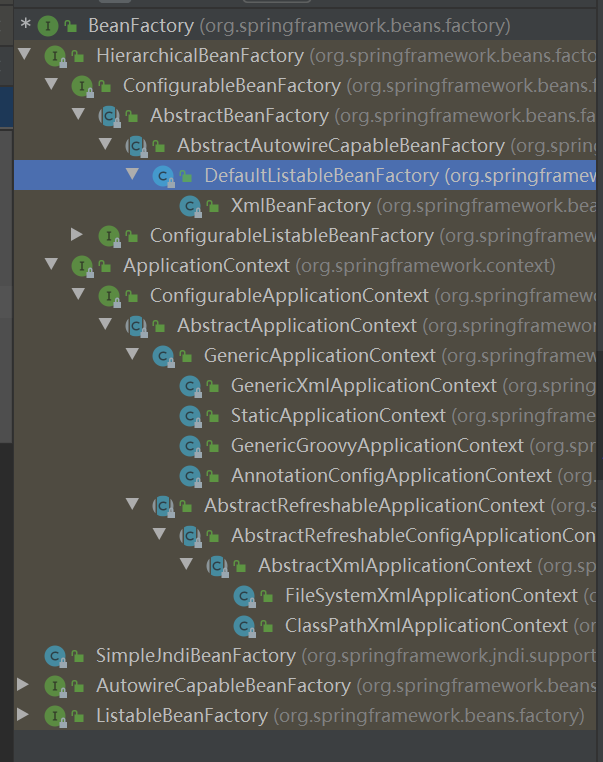 * BeanFactory (org.springframework.beans.factory)
HierarchicalBeanFactory (org.springframework.beans.facto
ConfigurableBeanFactory (org.springframework.beans.f
AbstractBeanFactory (org.springframework.beans.fa
AbstractAutowireCapableBeanFactory (org.spring
DefaultListableBeanFactory (org.springframew
XmlBeanFactory (org.springframework.bea
ConfigurableListableBeanFactory (org.springframew
ApplicationContext (org.springframework.context)
ConfigurableApplicationContext (org.springframewo
AbstractApplicationContext (org.springframewor
GenericApplicationContext (org.springframew
GenericXmlApplicationContext (org.spring
StaticApplicationContext (org.springframe
GenericGroovyApplicationContext (org.spr
AnnotationConfigApplicationContext (org.s
AbstractRefreshableApplicationContext (org.s
AbstractRefreshableConfigApplicationCon
AbstractXmlApplicationContext (org.sp
FileSystemXmlApplicationContext (o
ClassPathXmlApplicationContext (or
SimpleJndiBeanFactory (org.springframework.jndi.support
AutowireCapableBeanFactory (org.springframework.beans
ListableBeanFactory (org.springframework.beans.factory)